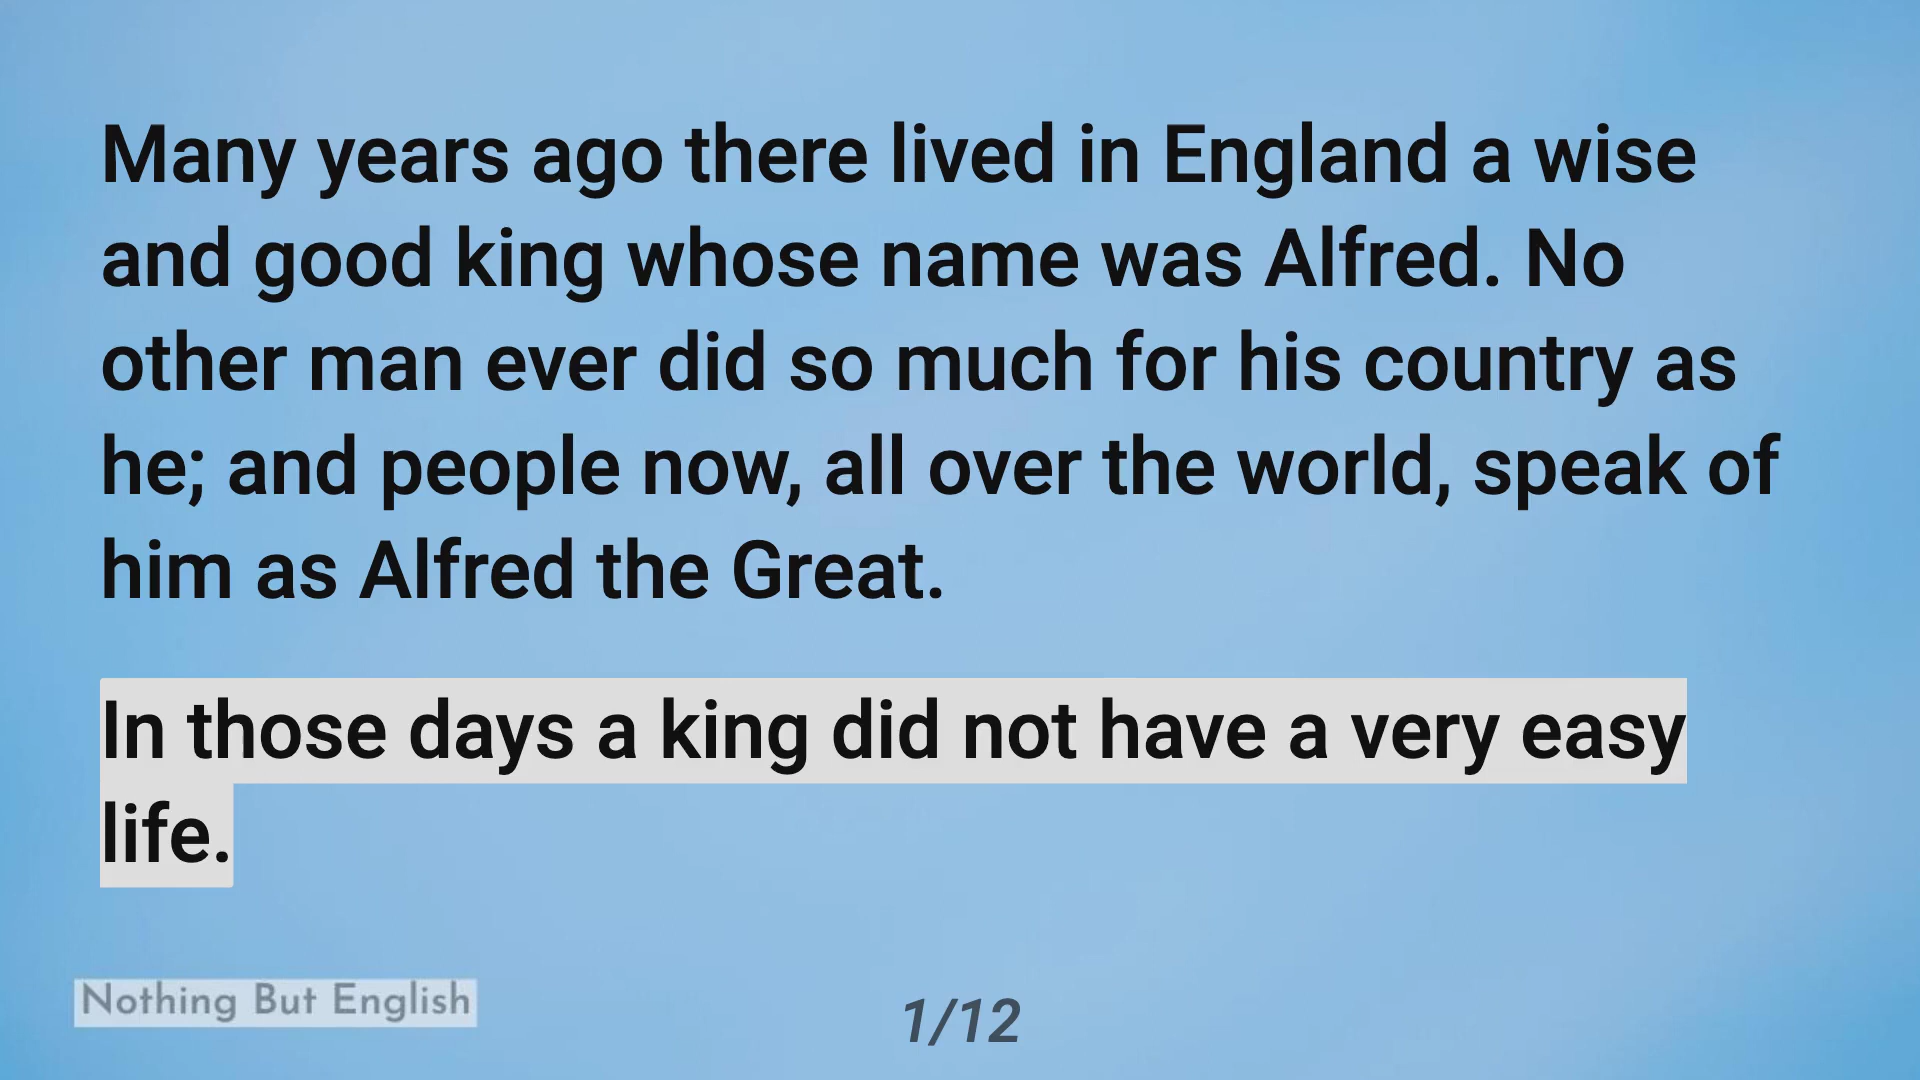 Many years ago there lived in England a wise
and good king whose name was Alfred. No
other man ever did so much for his country as
he; and people now, all over the world, speak of
him as Alfred the Great.
In those days a king did not have a very easy
life.
Nothing But English
1/12